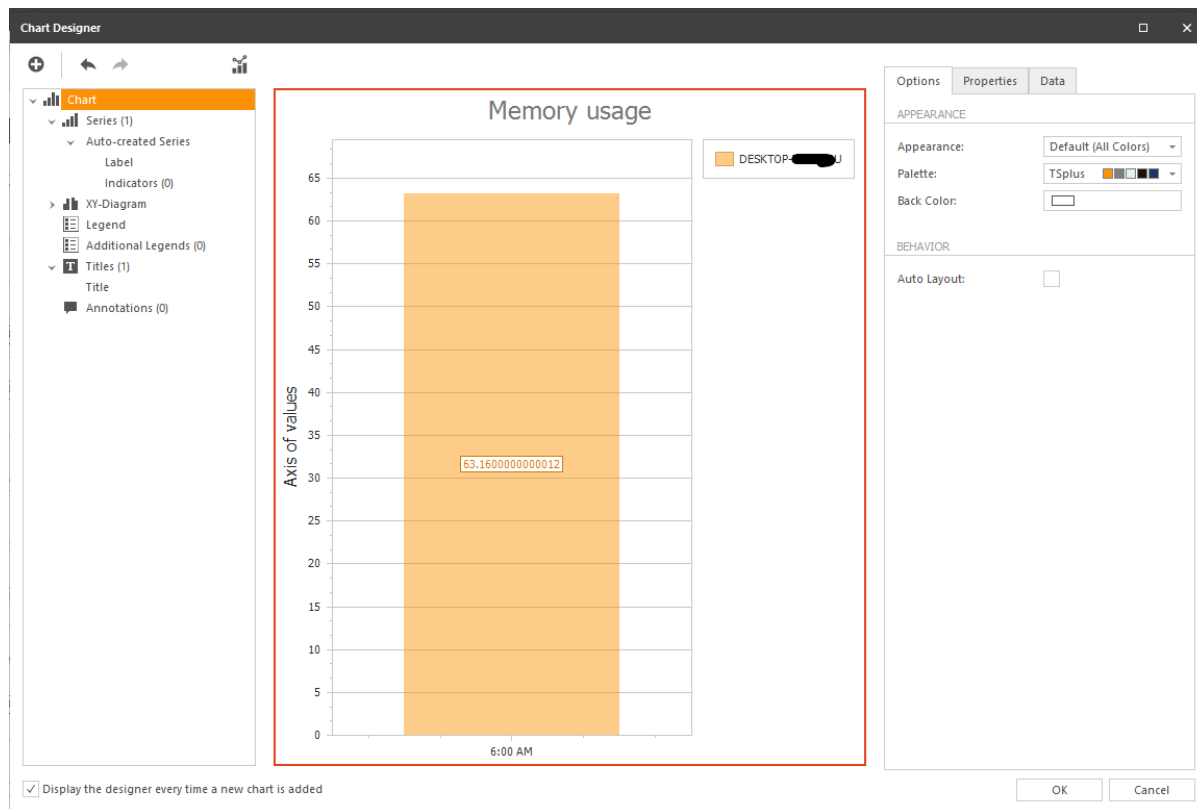 Chart Designer
Chart
Series (1)
Auto-created Series
Label
Indicators (0)
XY-Diagram
Legend
Additional Legends (0)
Titles (1)
Title
Annotations (0)
Memory usage
DESKTOP- U
65
60
55
50
45
40
35
30
25
20
15
10
5
0
Axis of values
63.1600000000012
6:00 AM
Options Properties Data
APPEARANCE
Appearance: Default (All Colors)
Palette: TSplus
Back Color:
BEHAVIOR
Auto Layout:
Display the designer every time a new chart is added
OK Cancel